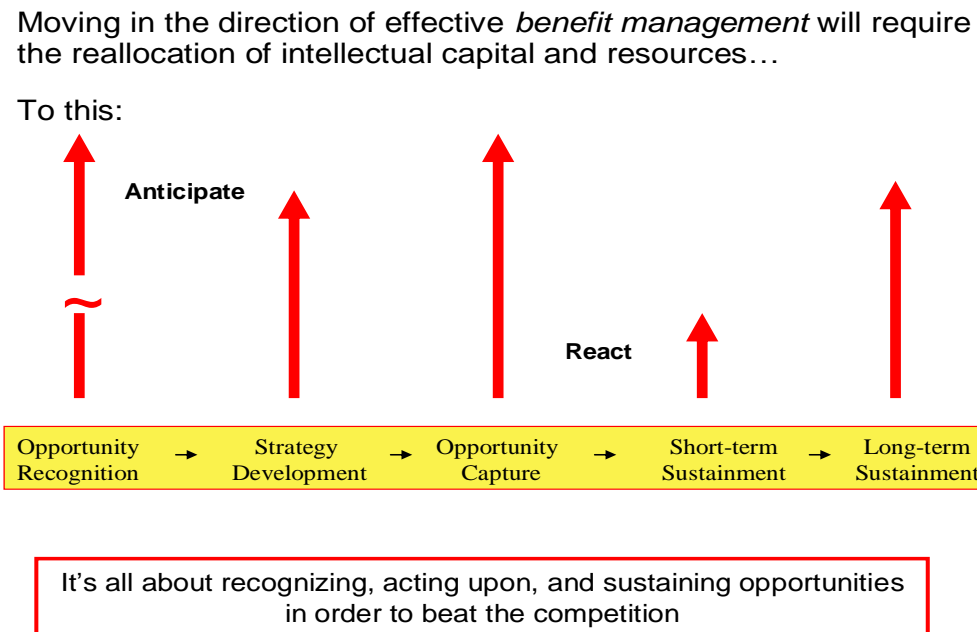 Moving in the direction of effective benefit management will require
the reallocation of intellectual capital and resources…
To this:
Anticipate
React
Opportunity Recognition → Strategy Development → Opportunity Capture → Short-term Sustainment → Long-term Sustainment
It's all about recognizing, acting upon, and sustaining opportunities
in order to beat the competition